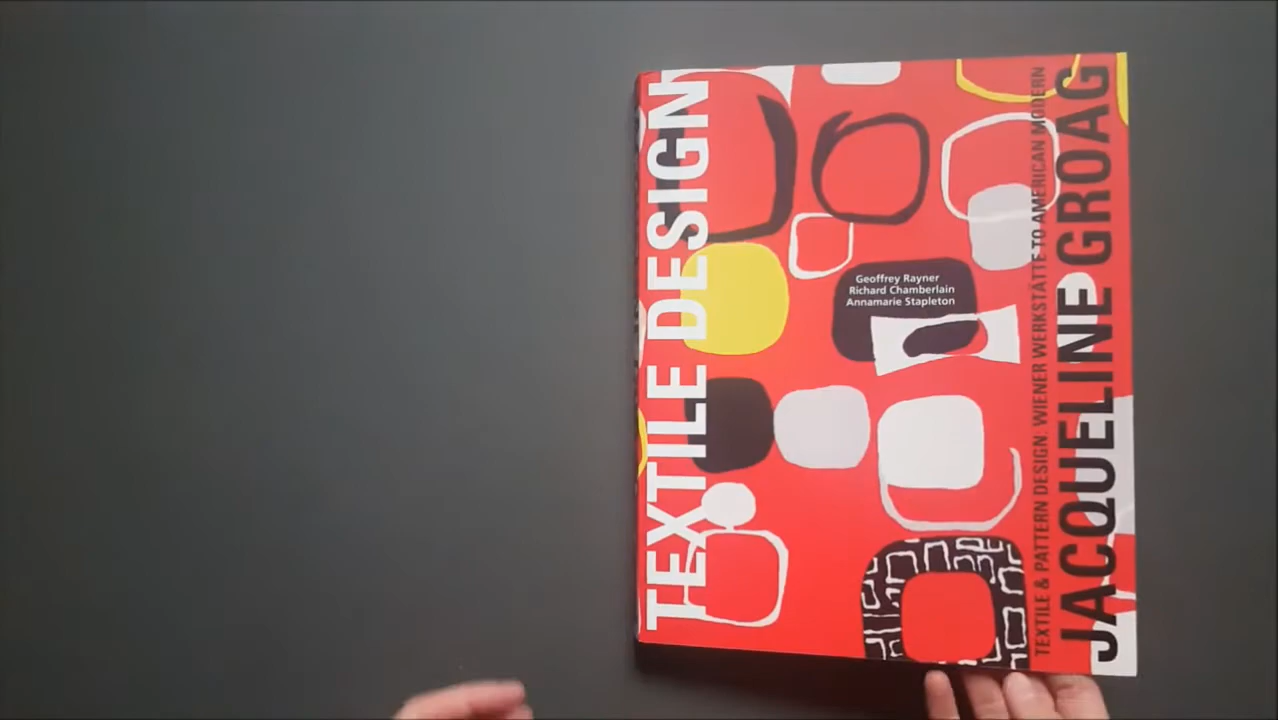 TEXTILE DESIGN
Geoffrey Rayner
Richard Chamberlain
Annamarie Stapleton
TEXTILE & PATTERN DESIGN: WIENER WERKSTÄTTE TO AMERICAN MODERN
JACQUELINE GROAG